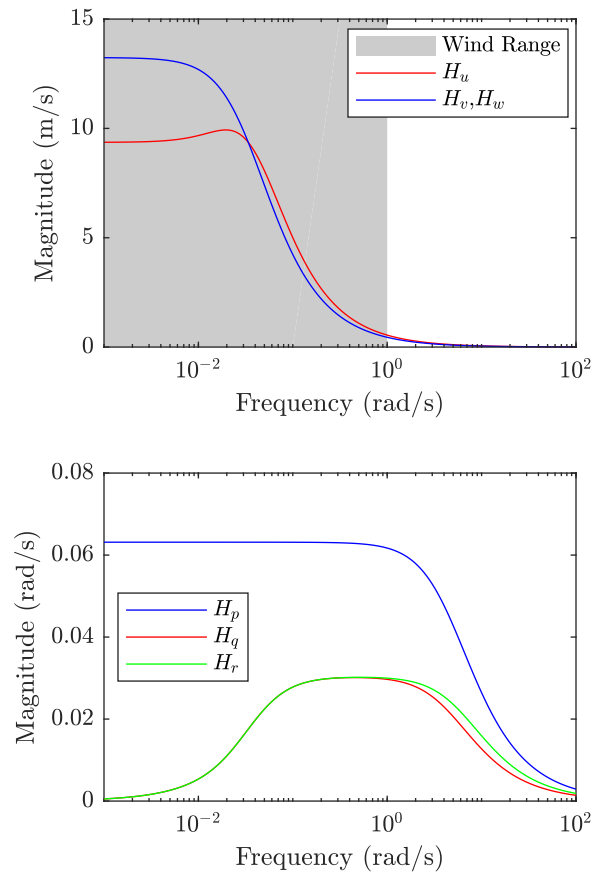 15
10
5
0
Magnitude (m/s)
Wind Range
H_u
H_v,H_w
10^-2
10^0
10^2
Frequency (rad/s)
0.08
0.06
0.04
0.02
0
Magnitude (rad/s)
H_p
H_q
H_r
10^-2
10^0
10^2
Frequency (rad/s)